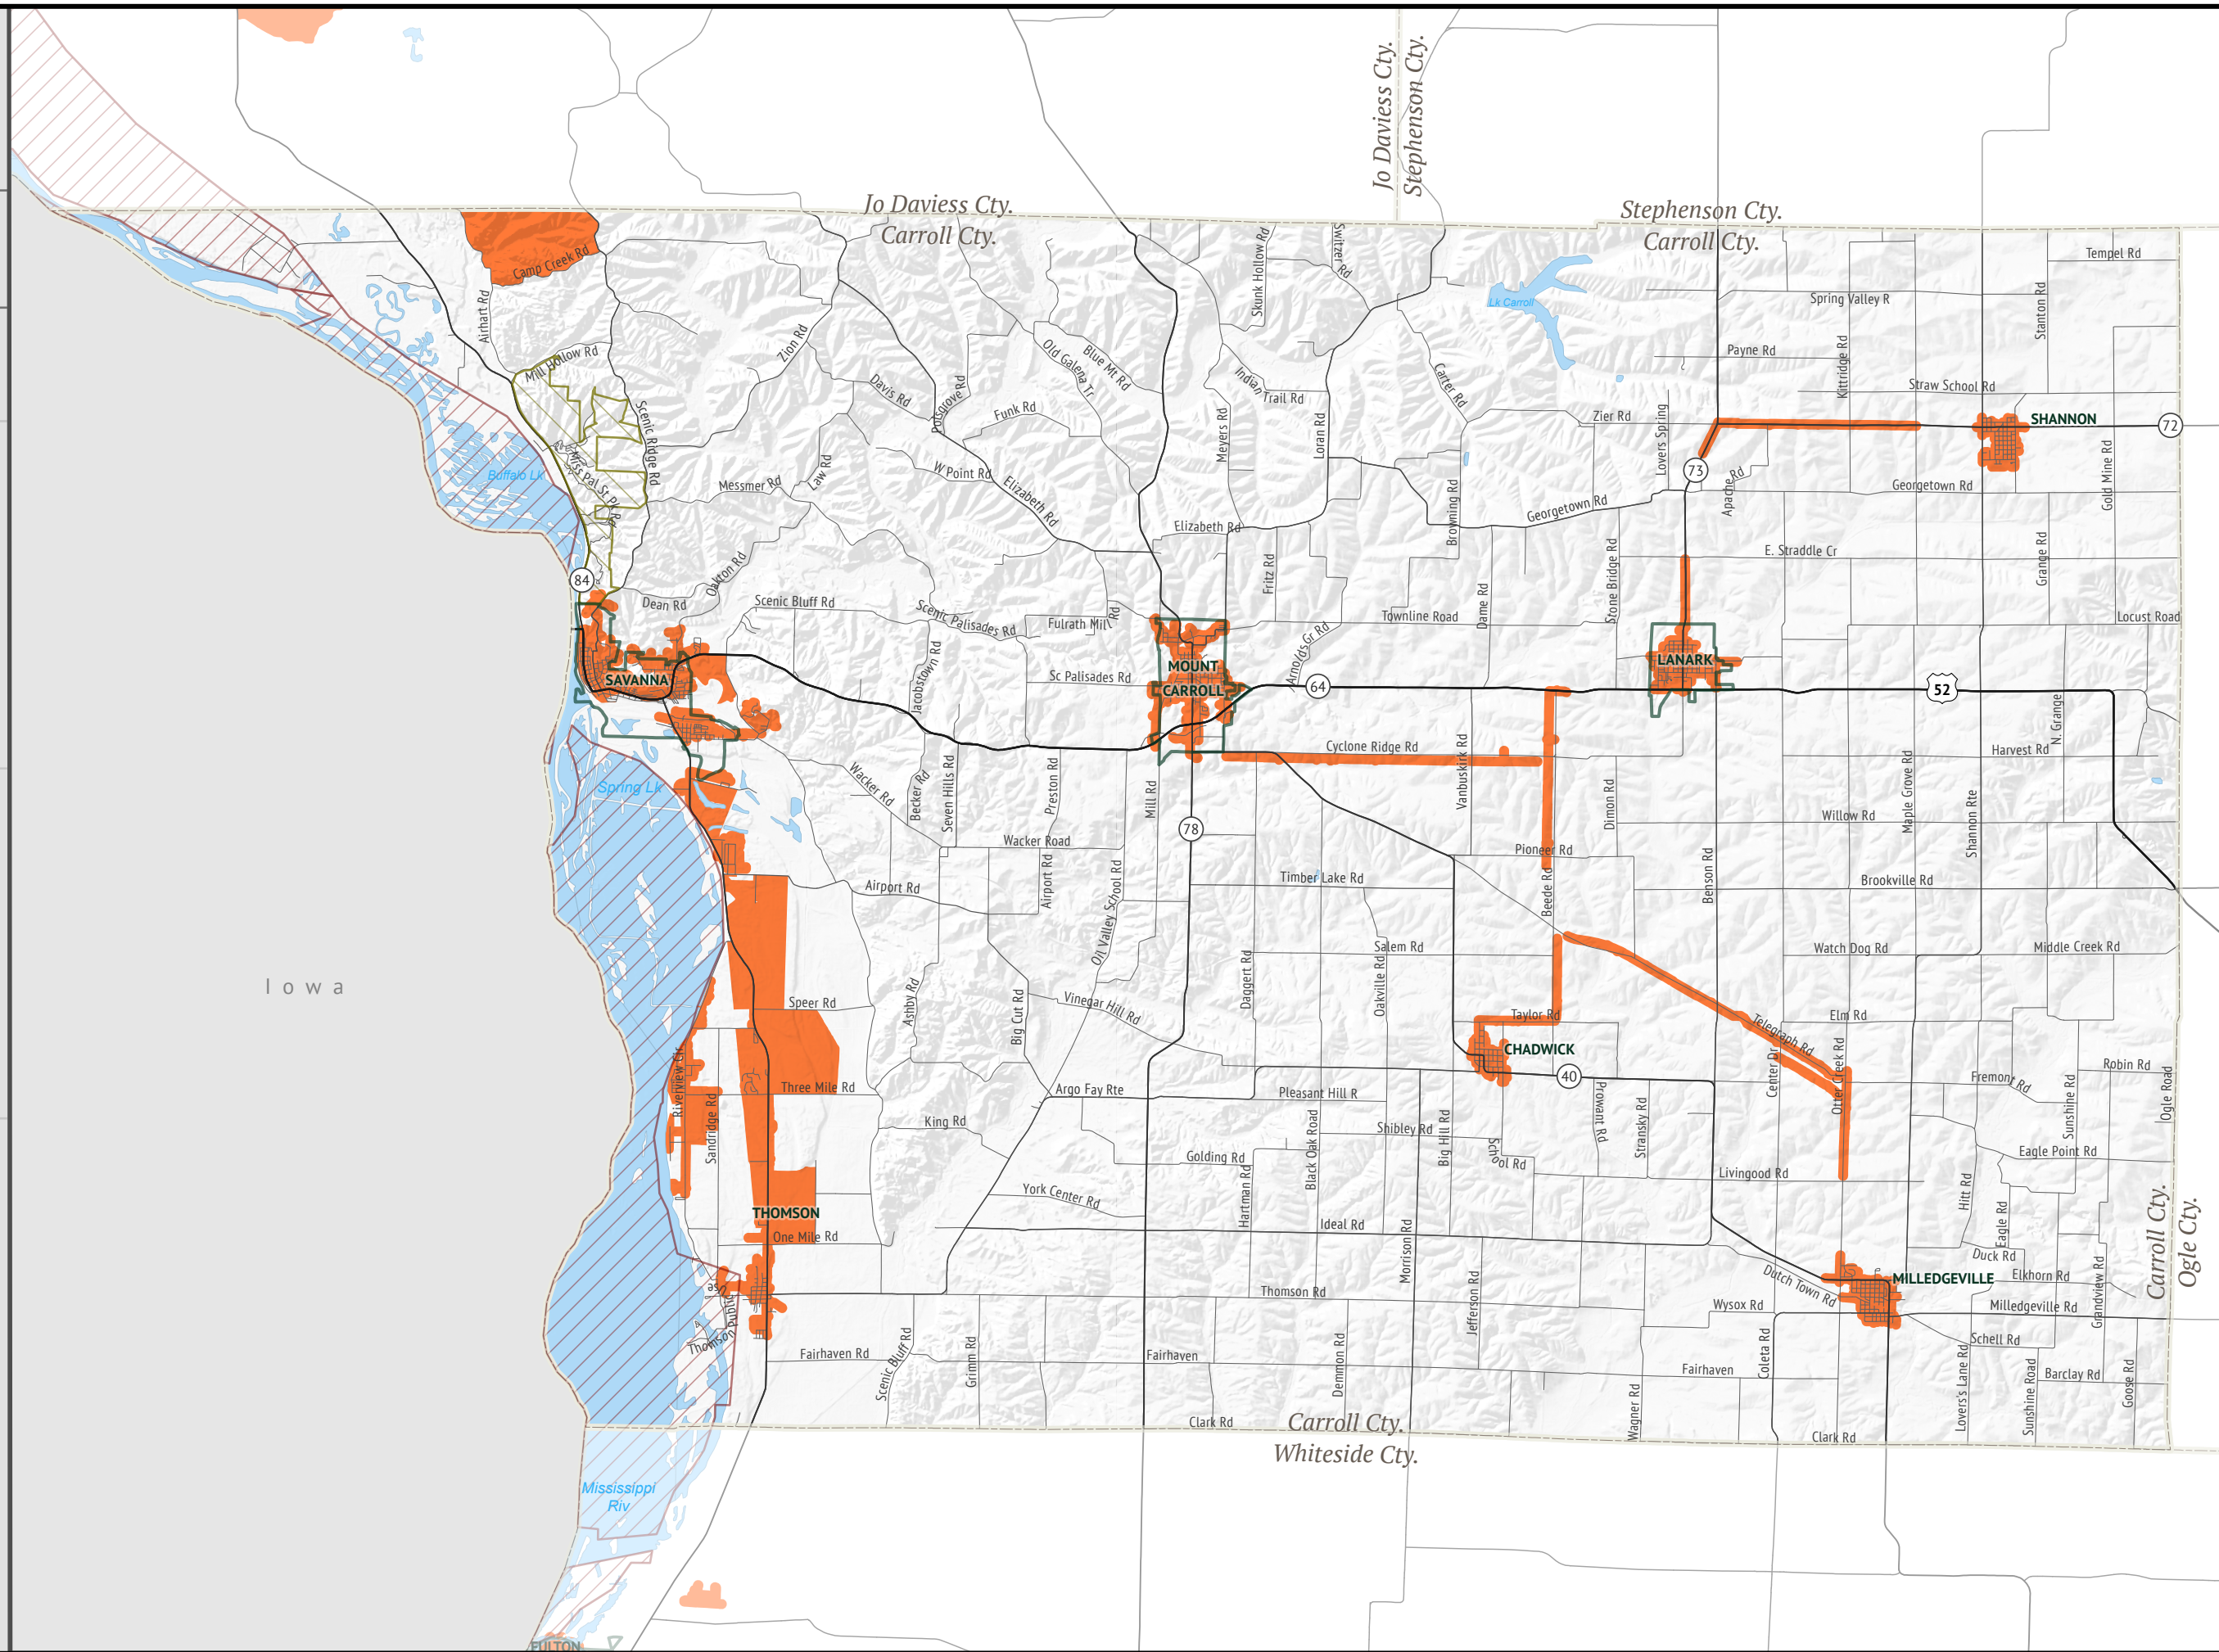 Jo Daviess Cty.
Stephenson Cty.
Jo Daviess Cty.
Carroll Cty.
Stephenson Cty.
Carroll Cty.
Camp Creek Rd
Skunk Hollow Rd
Switzer Rd
Tempel Rd
Airhart Rd
Lk Carroll
Spring Valley R
Stanton Rd
Zion Rd
Mill Hollow Rd
Old Galena Tr
Blue Mt Rd
Payne Rd
Kittridge Rd
Davis Rd
Dotsgrove Rd
Indian Trail Rd
Carter Rd
Straw School Rd
Scenic Ridge Rd
Funk Rd
Meyers Rd
Loran Rd
Zier Rd
Lovers Spring
SHANNON
72
Buffalo Lk
Miss Pal St Pk R
Messmer Rd
Law Rd
W Point Rd
Elizabeth Rd
73
Apache Rd
Georgetown Rd
Gold Mine Rd
Georgetown Rd
Elizabeth Rd
Browning Rd
84
Oakton Rd
Fritz Rd
Stone Bridge Rd
E. Straddle Cr
Grange Rd
Dean Rd
Scenic Bluff Rd
Scenic Palisades Rd
Fulrath Mill Rd
Townline Road
Dame Rd
Locust Road
SAVANNA
Jacobstown Rd
Sc Palisades Rd
MOUNT
CARROLL
Arnolds Gr Rd
64
LANARK
52
N. Grange
Cyclone Ridge Rd
Harvest Rd
Spring Lk
Wacker Rd
Becker Rd
Seven Hills Rd
Preston Rd
Mill Rd
Vanbuskirk Rd
Dimon Rd
Maple Grove Rd
Shannon Rte
Willow Rd
78
Wacker Road
Pioneer Rd
Airport Rd
Airport Rd
Oil Valley School Rd
Timber Lake Rd
Beede Rd
Benson Rd
Brookville Rd
Iowa
Salem Rd
Watch Dog Rd
Middle Creek Rd
Speer Rd
Ashby Rd
Big Cut Rd
Vinegar Hill Rd
Daggert Rd
Oakville Rd
Taylor Rd
Telegraph Rd
Elm Rd
CHADWICK
40
Riverview Cir
Three Mile Rd
Argo Fay Rte
Pleasant Hill R
Center Dr
Otter Creek Rd
Fremont Rd
Robin Rd
Sunshine Rd
Ogle Road
Sandridge Rd
King Rd
Black Oak Road
Shibley Rd
Big Hill Rd
School Rd
Prowant Rd
Stransky Rd
Golding Rd
Livingood Rd
Eagle Point Rd
Hartman Rd
York Center Rd
Hitt Rd
Eagle Rd
THOMSON
One Mile Rd
Ideal Rd
Morrison Rd
Duck Rd
Carroll Cty.
Ogle Cty.
Thomson Public Use
Thomson Rd
Jefferson Rd
Dutch Town Rd
MILLEDGEVILLE
Elkhorn Rd
Grandview Rd
Wysox Rd
Milledgeville Rd
Schell Rd
Fairhaven Rd
Scenic Bluff Rd
Grimm Rd
Fairhaven
Demmon Rd
Fairhaven
Coleta Rd
Lovers's Lane Rd
Sunshine Road
Barclay Rd
Goose Rd
Wagner Rd
Clark Rd
Carroll Cty.
Whiteside Cty.
Clark Rd
Mississippi
Riv
FULTON